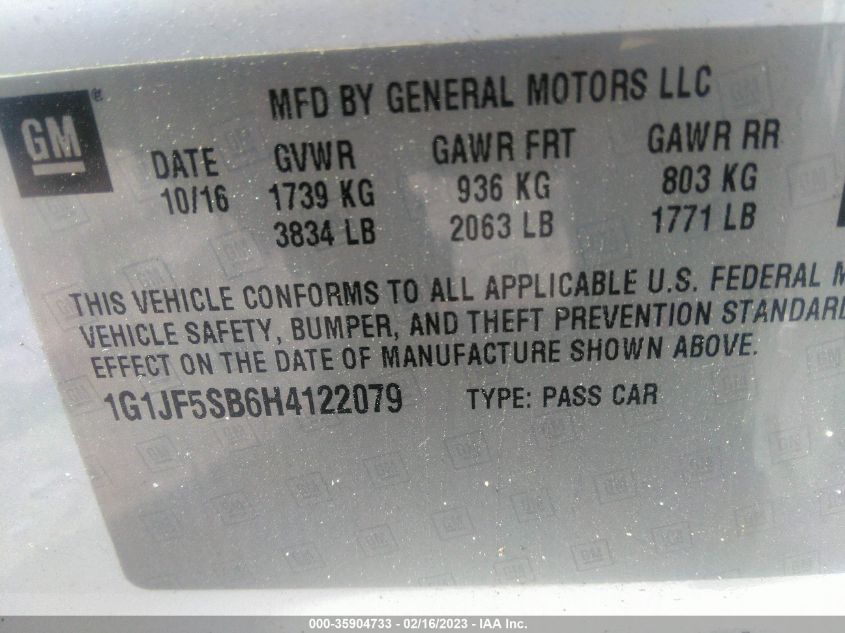 GM
MFD BY GENERAL MOTORS LLC
DATE GVWR GAWR FRT GAWR RR
10/16 1739 KG 936 KG 803 KG
3834 LB 2063 LB 1771 LB
THIS VEHICLE CONFORMS TO ALL APPLICABLE U.S. FEDERAL M
VEHICLE SAFETY, BUMPER, AND THEFT PREVENTION STANDARD
EFFECT ON THE DATE OF MANUFACTURE SHOWN ABOVE.
1G1JF5SB6H4122079 TYPE: PASS CAR
000-35904733 - 02/16/2023 - IAA Inc.